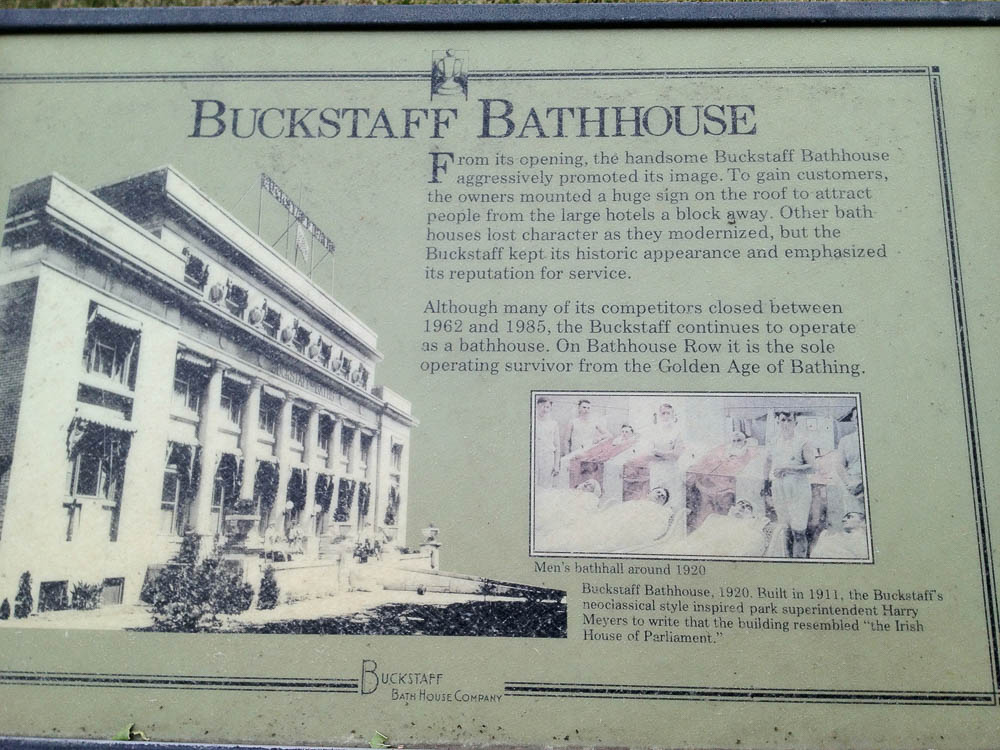 BUCKSTAFF BATHHOUSE
From its opening, the handsome Buckstaff Bathhouse
aggressively promoted its image. To gain customers,
the owners mounted a huge sign on the roof to attract
people from the large hotels a block away. Other bath-
houses lost character as they modernized, but the
Buckstaff kept its historic appearance and emphasized
its reputation for service.
Although many of its competitors closed between
1962 and 1985, the Buckstaff continues to operate
as a bathhouse. On Bathhouse Row it is the sole
operating survivor from the Golden Age of Bathing.
Men's bathhall around 1920
Buckstaff Bathhouse, 1920. Built in 1911, the Buckstaff's
neoclassical style inspired park superintendent Harry
Meyers to write that the building resembled "the Irish
House of Parliament."
BUCKSTAFF
BATH HOUSE COMPANY